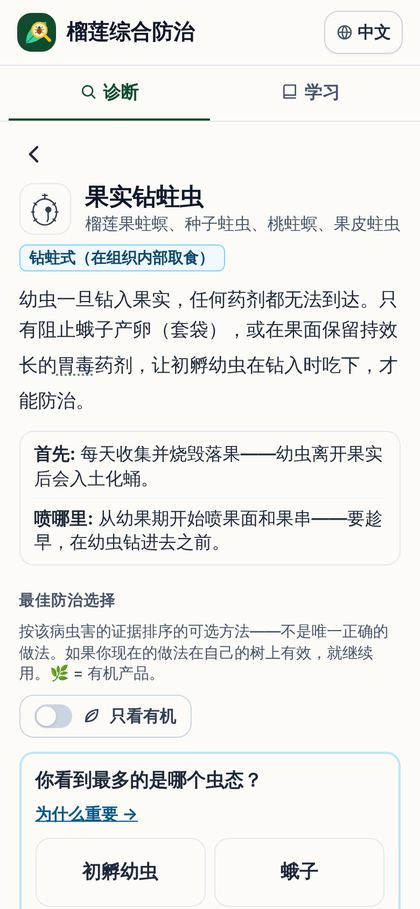 榴莲综合防治
中文
诊断
学习
果实钻蛀虫
榴莲果蛀螟、种子蛀虫、桃蛀螟、果皮蛀虫
钻蛀式（在组织内部取食）
幼虫一旦钻入果实，任何药剂都无法到达。只
有阻止蛾子产卵（套袋），或在果面保留持效
长的胃毒药剂，让初孵幼虫在钻入时吃下，才
能防治。
首先: 每天收集并烧毁落果——幼虫离开果实
后会入土化蛹。
喷哪里: 从幼果期开始喷果面和果串——要趁
早，在幼虫钻进去之前。
最佳防治选择
按该病虫害的证据排序的可选方法——不是唯一正确的
做法。如果你现在的做法在自己的树上有效，就继续
用。🌿 = 有机产品。
只看有机
你看到最多的是哪个虫态？
为什么重要 →
初孵幼虫
蛾子